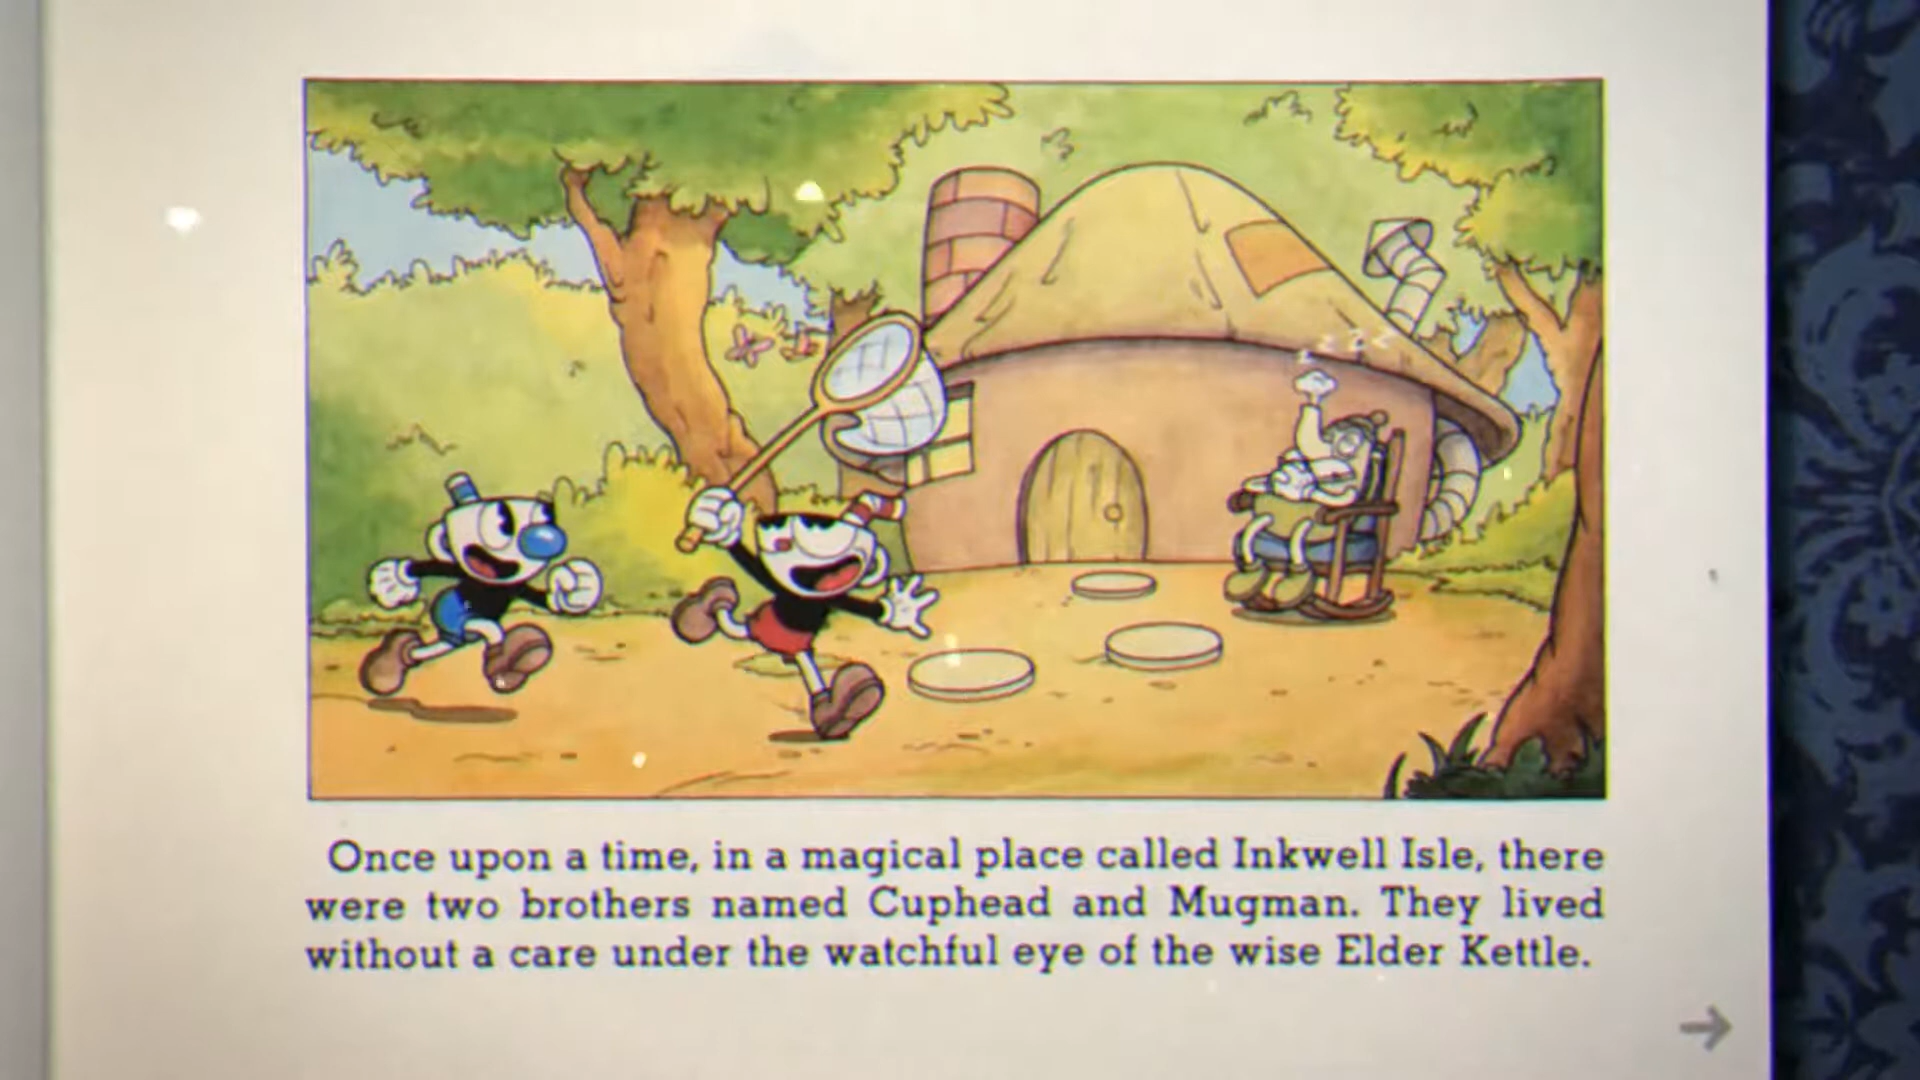 z z z z
Once upon a time, in a magical place called Inkwell Isle, there
were two brothers named Cuphead and Mugman. They lived
without a care under the watchful eye of the wise Elder Kettle.